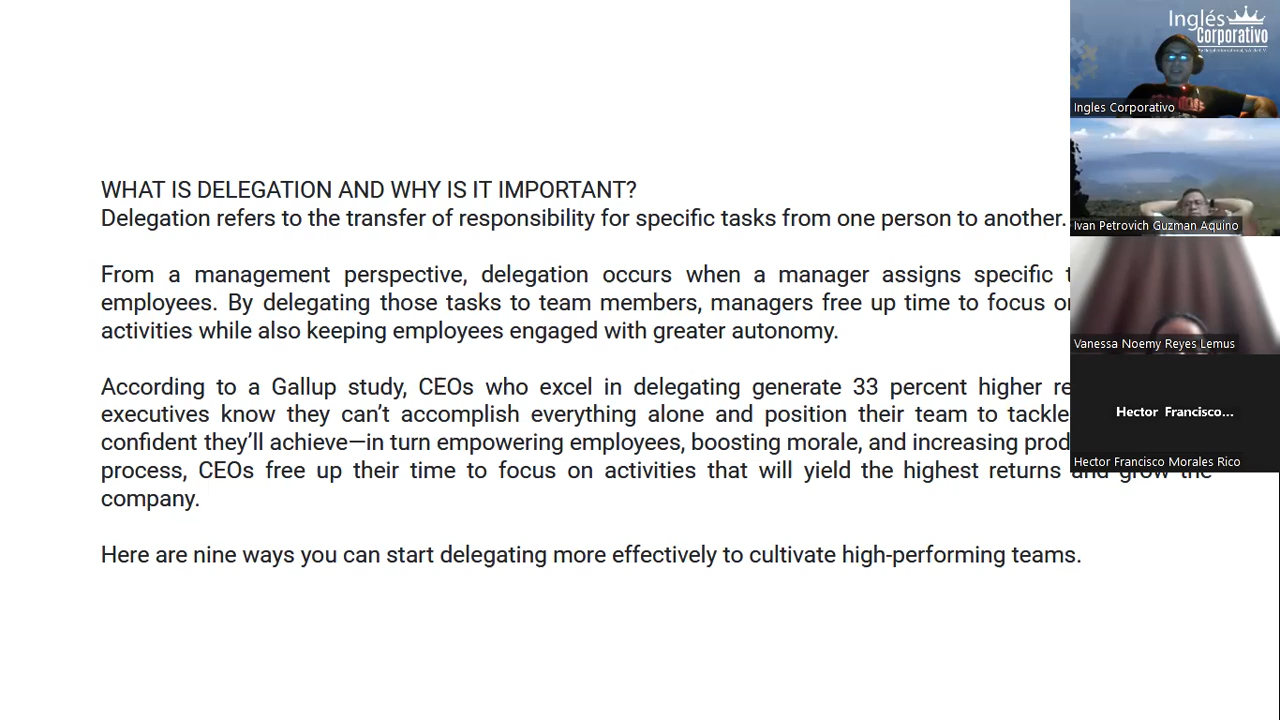 WHAT IS DELEGATION AND WHY IS IT IMPORTANT?
Delegation refers to the transfer of responsibility for specific tasks from one person to another.
From a management perspective, delegation occurs when a manager assigns specific
employees. By delegating those tasks to team members, managers free up time to focus
activities while also keeping employees engaged with greater autonomy.
According to a Gallup study, CEOs who excel in delegating generate 33 percent higher
executives know they can’t accomplish everything alone and position their team to tackle
confident they’ll achieve—in turn empowering employees, boosting morale, and increasing
process, CEOs free up their time to focus on activities that will yield the highest returns and grow the
company.
Here are nine ways you can start delegating more effectively to cultivate high-performing teams.
Inglés
Corporativo
Ingles Corporativo
Ivan Petrovich Guzman Aquino
Vanessa Noemy Reyes Lemus
Hector Francisco...
Hector Francisco Morales Rico